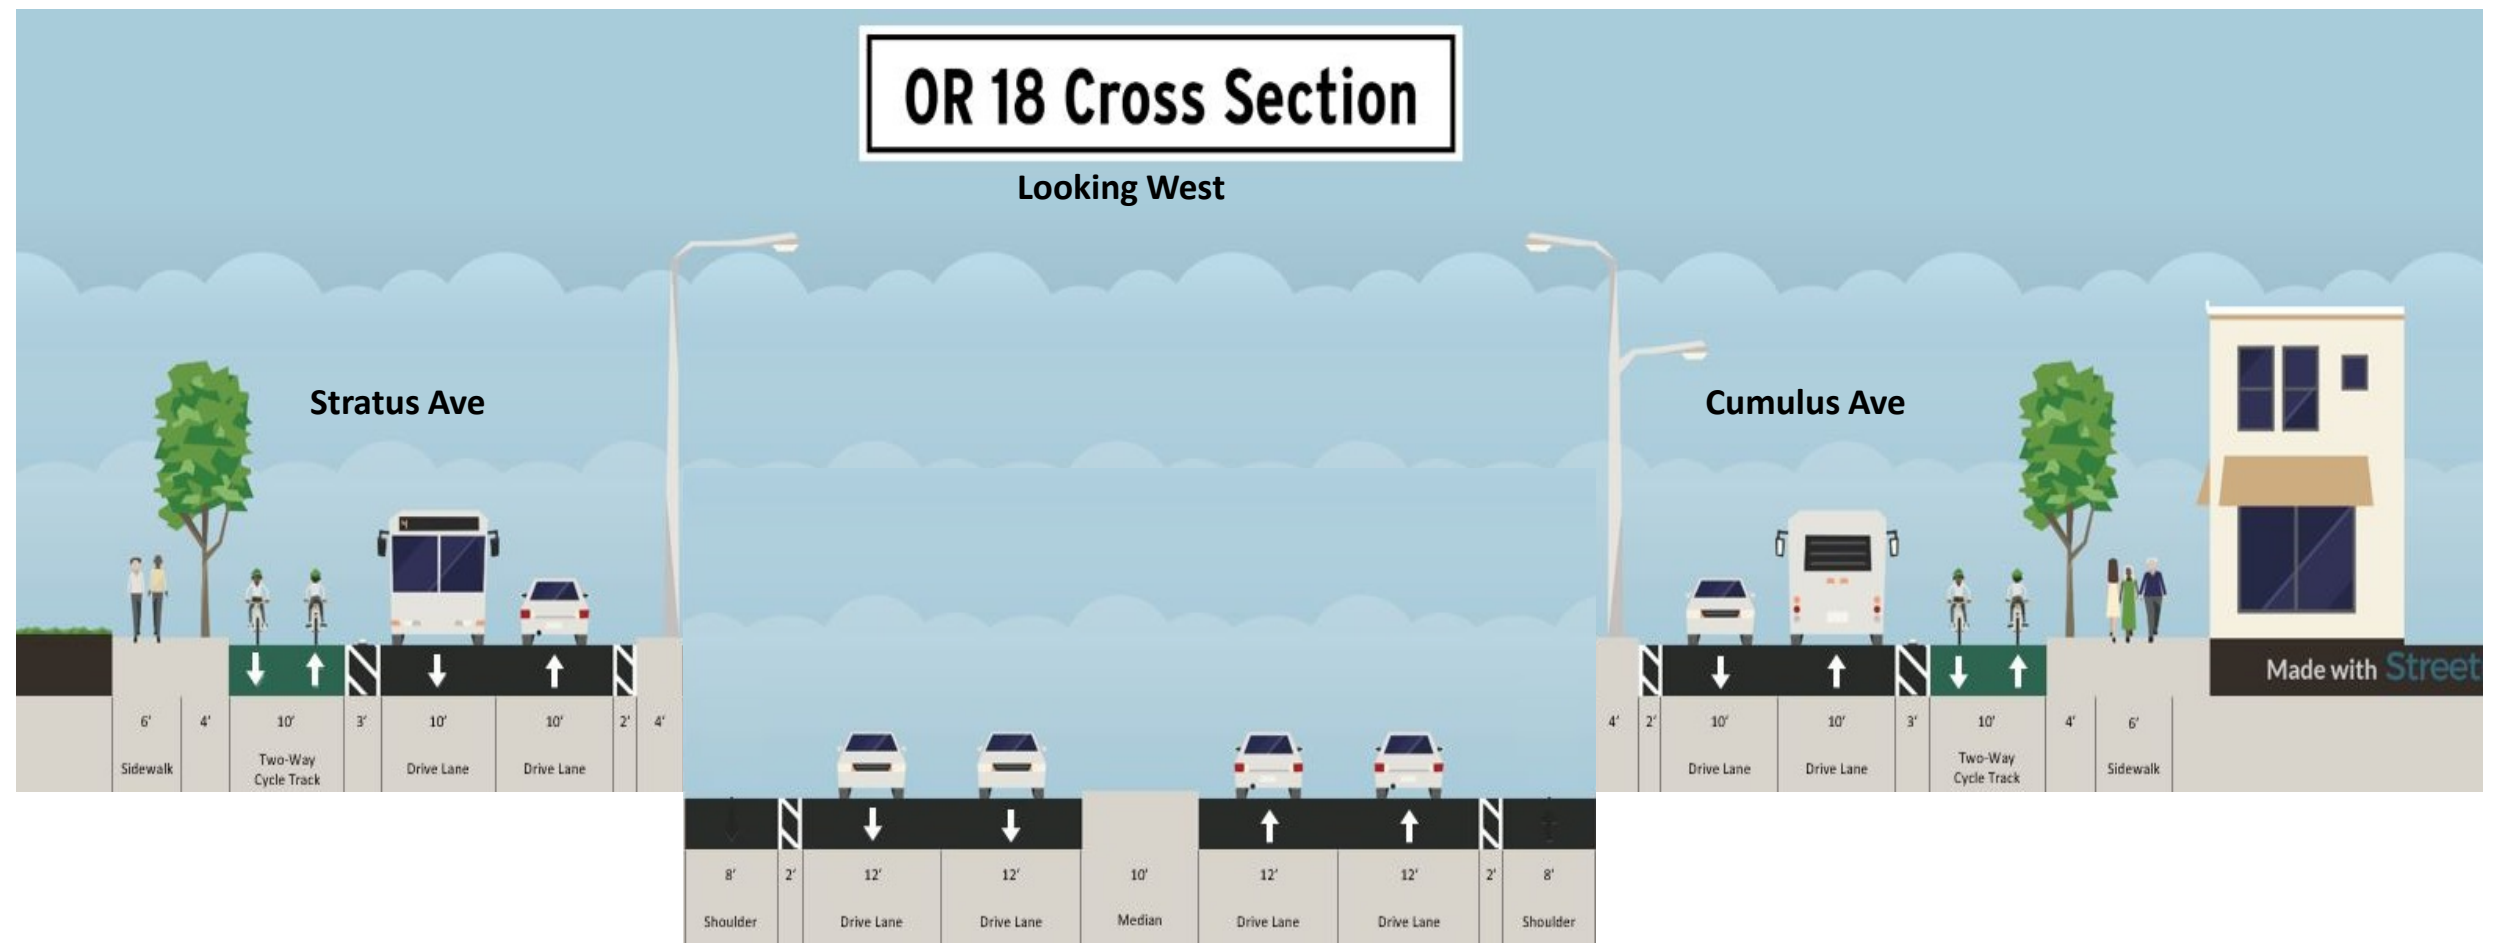 OR 18 Cross Section
Looking West
Stratus Ave
Cumulus Ave
4
Made with Street
6' 4' 10' 3' 10' 10' 2' 4'
Sidewalk Two-Way Cycle Track Drive Lane Drive Lane
4' 2' 10' 10' 3' 10' 4' 6'
Drive Lane Drive Lane Two-Way Cycle Track Sidewalk
8' 2' 12' 12' 10' 12' 12' 2' 8'
Shoulder Drive Lane Drive Lane Median Drive Lane Drive Lane Shoulder